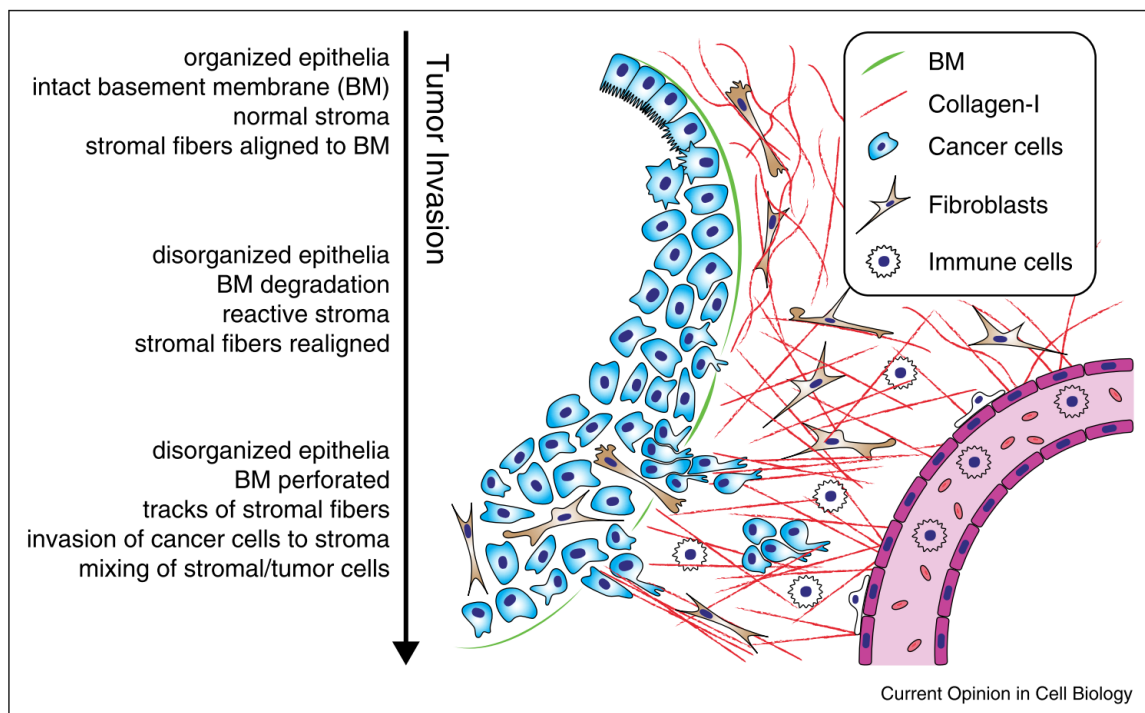 organized epithelia
intact basement membrane (BM)
normal stroma
stromal fibers aligned to BM
disorganized epithelia
BM degradation
reactive stroma
stromal fibers realigned
disorganized epithelia
BM perforated
tracks of stromal fibers
invasion of cancer cells to stroma
mixing of stromal/tumor cells
Tumor Invasion
BM
Collagen-I
Cancer cells
Fibroblasts
Immune cells
Current Opinion in Cell Biology